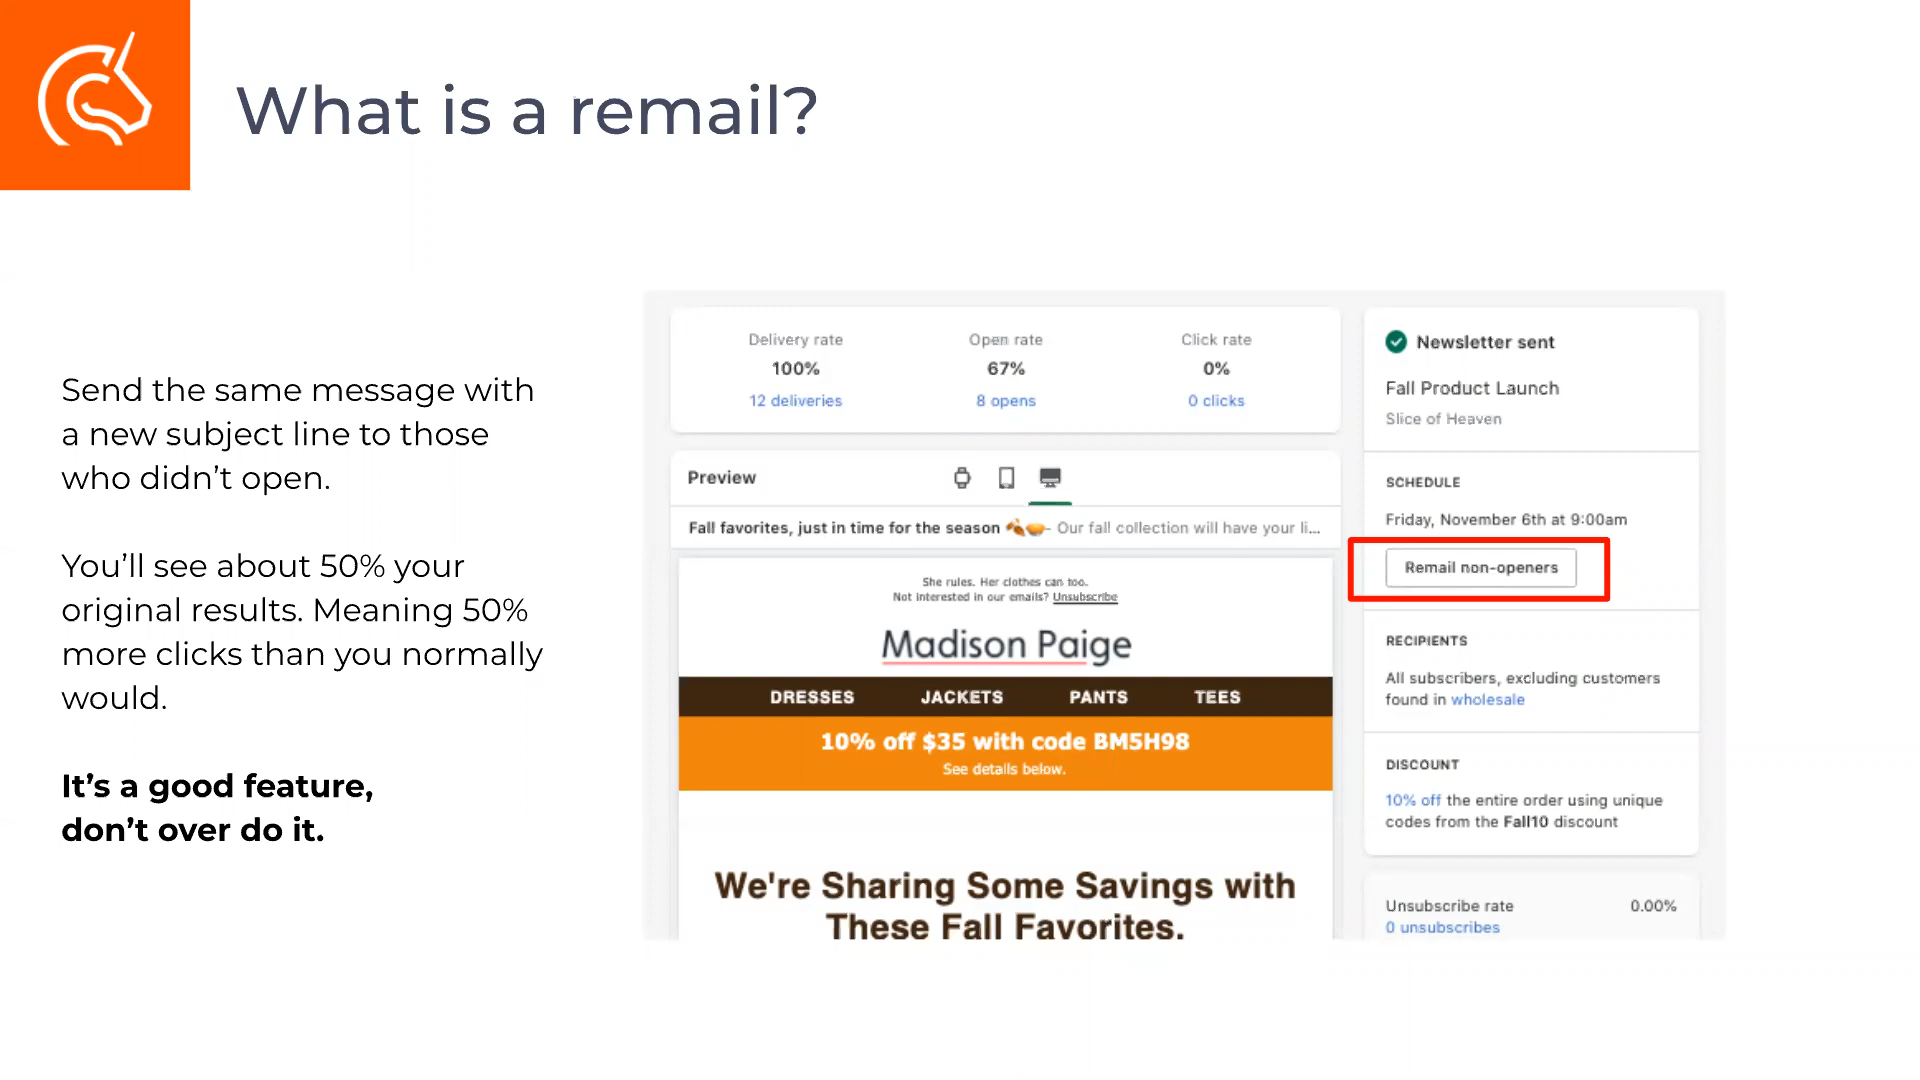 What is a remail?
Send the same message with
a new subject line to those
who didn't open.
You'll see about 50% your
original results. Meaning 50%
more clicks than you normally
would.
It's a good feature,
don't over do it.
Delivery rate
100%
12 deliveries
Open rate
67%
8 opens
Click rate
0%
0 clicks
Preview
Fall favorites, just in time for the season 🍂🥧- Our fall collection will have your li...
She rules. Her clothes can too.
Not interested in our emails? Unsubscribe
Madison Paige
DRESSES JACKETS PANTS TEES
10% off $35 with code BM5H98
See details below.
We're Sharing Some Savings with
These Fall Favorites.
Newsletter sent
Fall Product Launch
Slice of Heaven
SCHEDULE
Friday, November 6th at 9:00am
Remail non-openers
RECIPIENTS
All subscribers, excluding customers
found in wholesale
DISCOUNT
10% off the entire order using unique
codes from the Fall10 discount
Unsubscribe rate 0.00%
0 unsubscribes